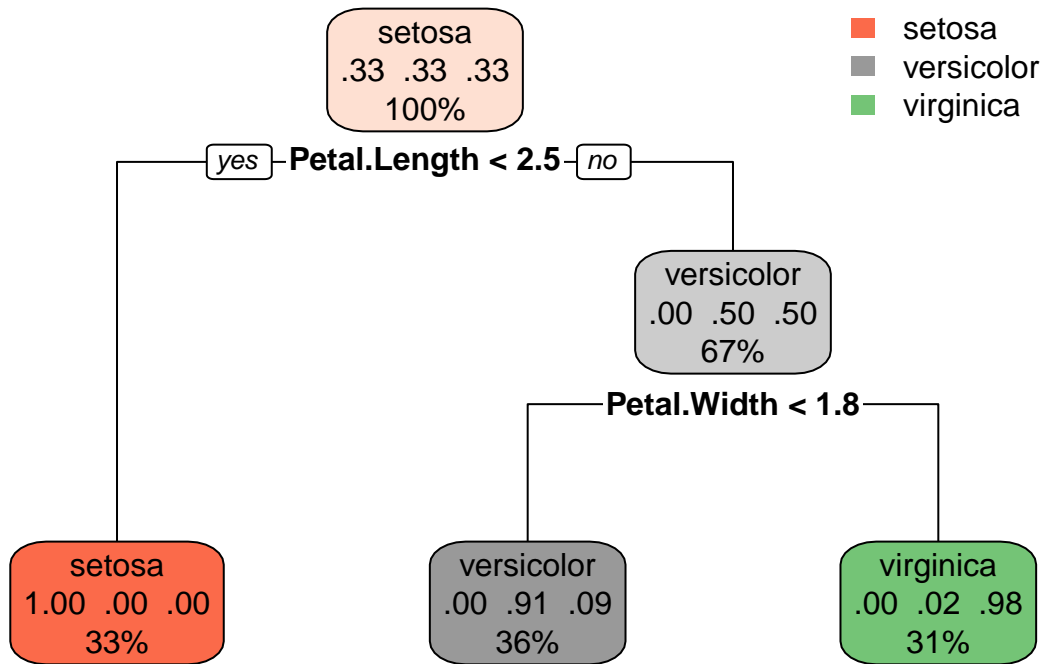 setosa
.33 .33 .33
100%
setosa
versicolor
virginica
yes Petal.Length < 2.5 no
versicolor
.00 .50 .50
67%
Petal.Width < 1.8
setosa
1.00 .00 .00
33%
versicolor
.00 .91 .09
36%
virginica
.00 .02 .98
31%